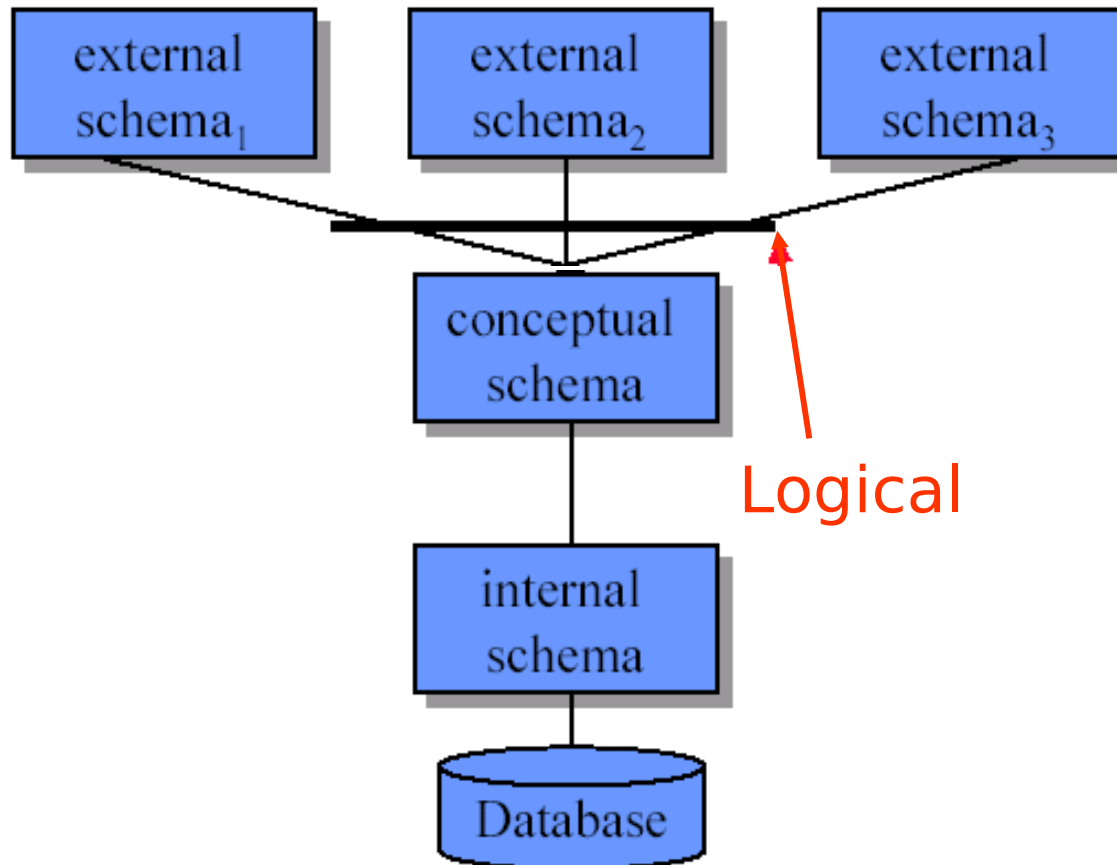 external
schema₁
external
schema₂
external
schema₃
conceptual
schema
Logical
internal
schema
Database